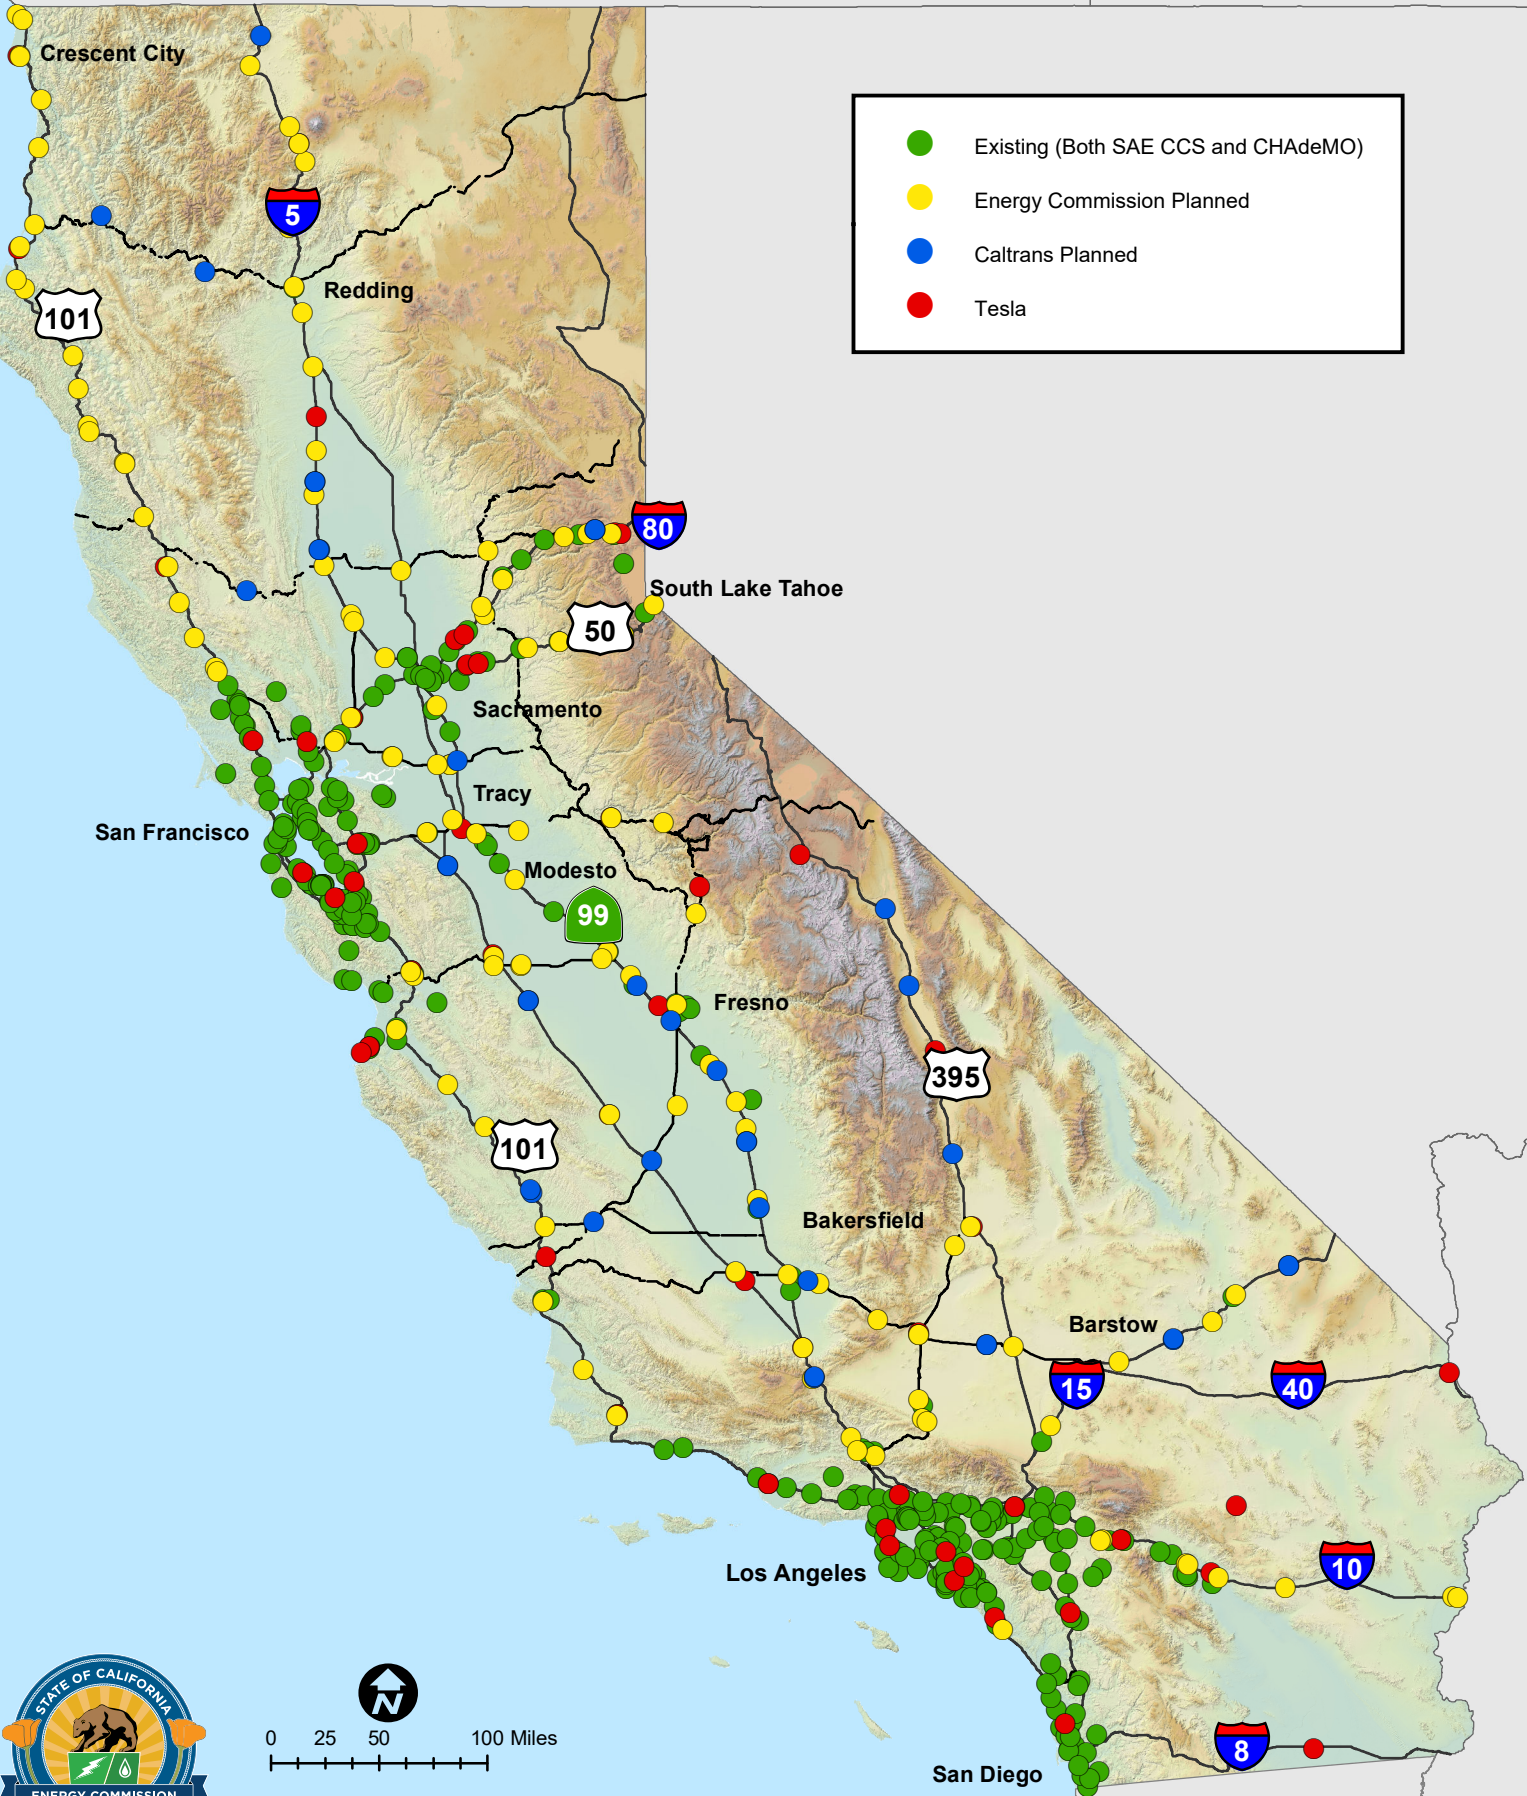 Crescent City
Existing (Both SAE CCS and CHAdeMO)
Energy Commission Planned
Caltrans Planned
Tesla
5
Redding
101
80
South Lake Tahoe
50
Sacramento
Tracy
San Francisco
Modesto
99
Fresno
395
101
Bakersfield
Barstow
15
40
10
Los Angeles
8
San Diego
STATE OF CALIFORNIA
ENERGY COMMISSION
N
0 25 50 100 Miles